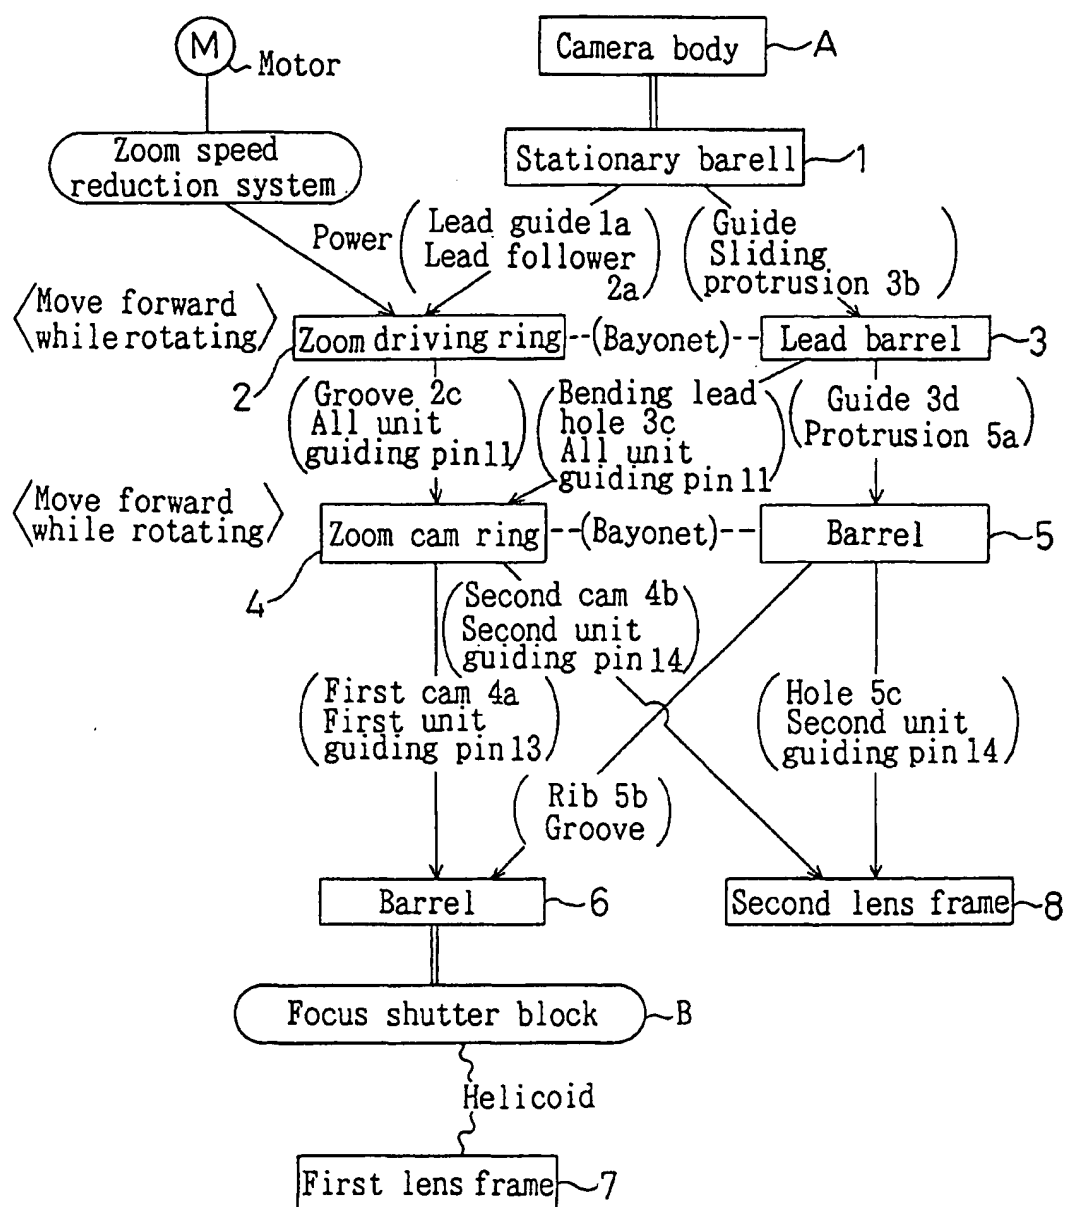 M
Motor
Camera body
A
Zoom speed
reduction system
Stationary barell
1
Power
Lead guide 1a
Lead follower
2a
Guide
Sliding
protrusion 3b
Move forward
while rotating
Zoom driving ring
(Bayonet)
Lead barrel
3
2
Groove 2c
All unit
guiding pin 11
Bending lead
hole 3c
All unit
guiding pin 11
Guide 3d
Protrusion 5a
Move forward
while rotating
Zoom cam ring
(Bayonet)
Barrel
5
4
Second cam 4b
Second unit
guiding pin 14
First cam 4a
First unit
guiding pin 13
Hole 5c
Second unit
guiding pin 14
Rib 5b
Groove
Barrel
6
Second lens frame
8
Focus shutter block
B
Helicoid
First lens frame
7